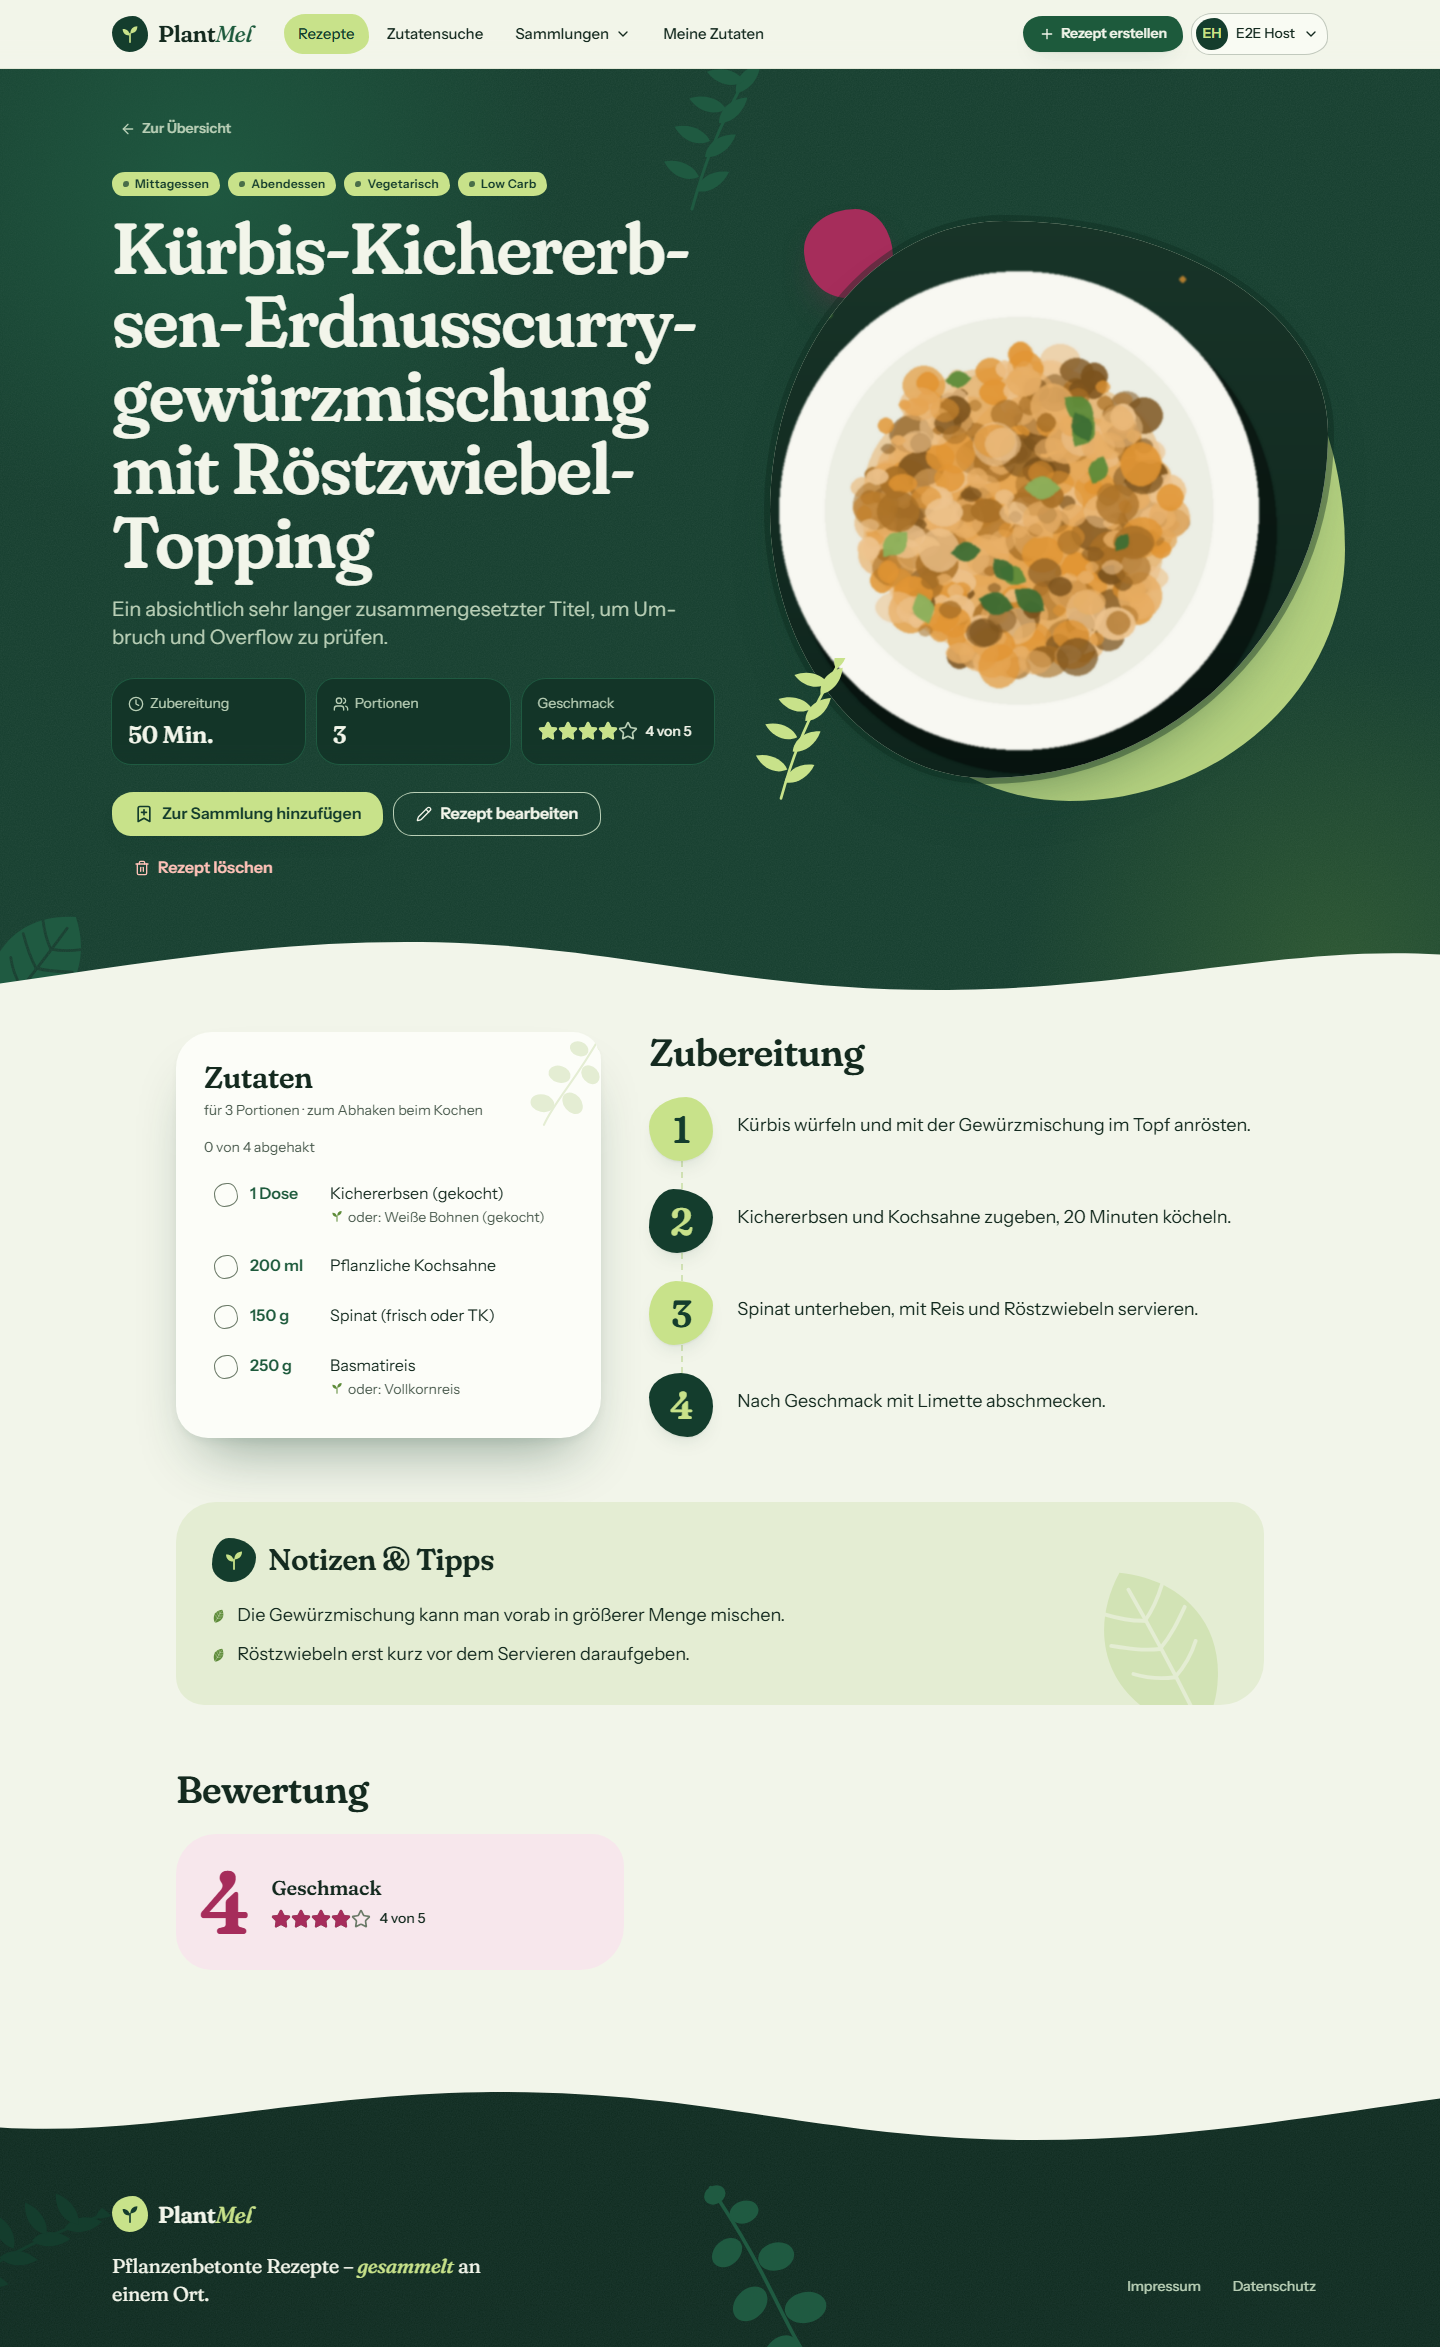 PlantMel
Rezepte
Zutatensuche
Sammlungen
Meine Zutaten
Rezept erstellen
EH
E2E Host
Zur Übersicht
Mittagessen
Abendessen
Vegetarisch
Low Carb
Kürbis-Kichererb-
sen-Erdnusscurry-
gewürzmischung
mit Röstzwiebel-
Topping
Ein absichtlich sehr langer zusammengesetzter Titel, um Um-
bruch und Overflow zu prüfen.
Zubereitung
50 Min.
Portionen
3
Geschmack
4 von 5
Zur Sammlung hinzufügen
Rezept bearbeiten
Rezept löschen
Zutaten
für 3 Portionen · zum Abhaken beim Kochen
0 von 4 abgehakt
1 Dose Kichererbsen (gekocht)
oder: Weiße Bohnen (gekocht)
200 ml Pflanzliche Kochsahne
150 g Spinat (frisch oder TK)
250 g Basmatireis
oder: Vollkornreis
Zubereitung
1 Kürbis würfeln und mit der Gewürzmischung im Topf anrösten.
2 Kichererbsen und Kochsahne zugeben, 20 Minuten köcheln.
3 Spinat unterheben, mit Reis und Röstzwiebeln servieren.
4 Nach Geschmack mit Limette abschmecken.
Notizen & Tipps
Die Gewürzmischung kann man vorab in größerer Menge mischen.
Röstzwiebeln erst kurz vor dem Servieren daraufgeben.
Bewertung
4
Geschmack
4 von 5
PlantMel
Pflanzenbetonte Rezepte – gesammelt an
einem Ort.
Impressum
Datenschutz